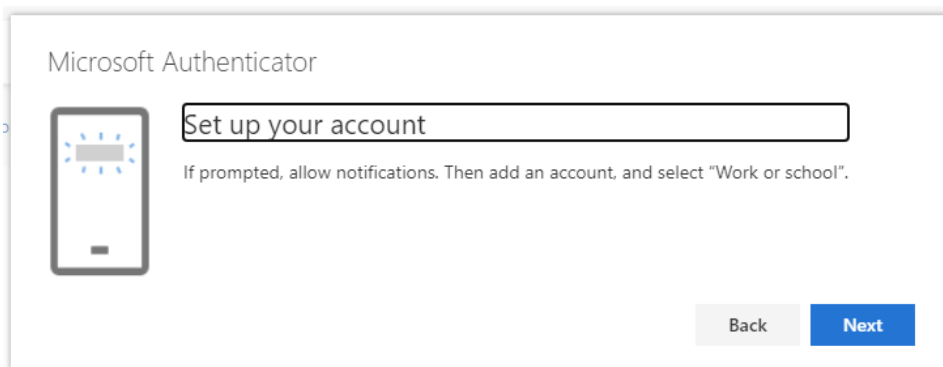 Microsoft Authenticator
Set up your account
If prompted, allow notifications. Then add an account, and select “Work or school”.
Back
Next